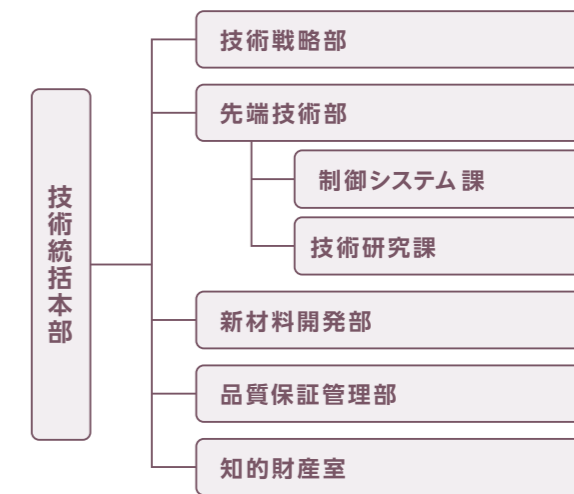 技術統括本部
技術戦略部
先端技術部
制御システム課
技術研究課
新材料開発部
品質保証管理部
知的財産室